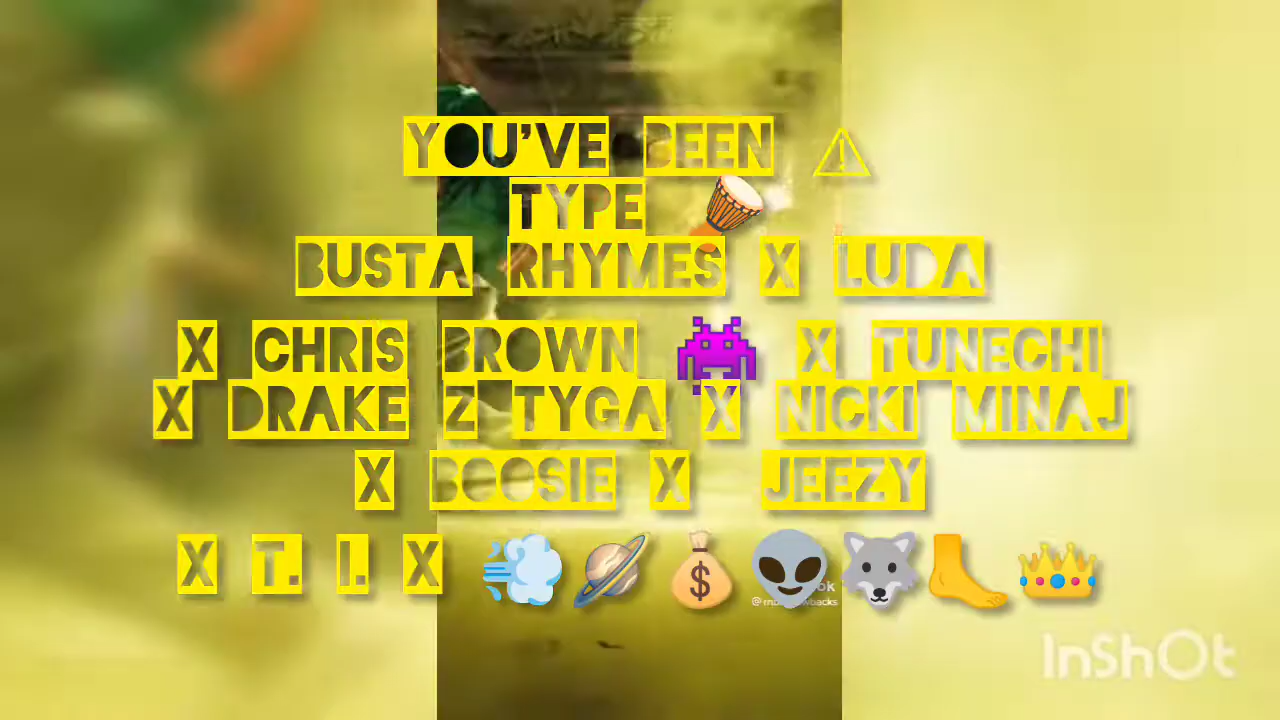 YOU'VE BEEN ⚠
TYPE 🪘
BUSTA RHYMES X LUDA
X CHRIS BROWN 👾 X TUNECHI
X DRAKE Z TYGA X NICKI MINAJ
X BOOSIE X JEEZY
X T. I. X 💨🪐💰👽🐺🦶👑
InShOt